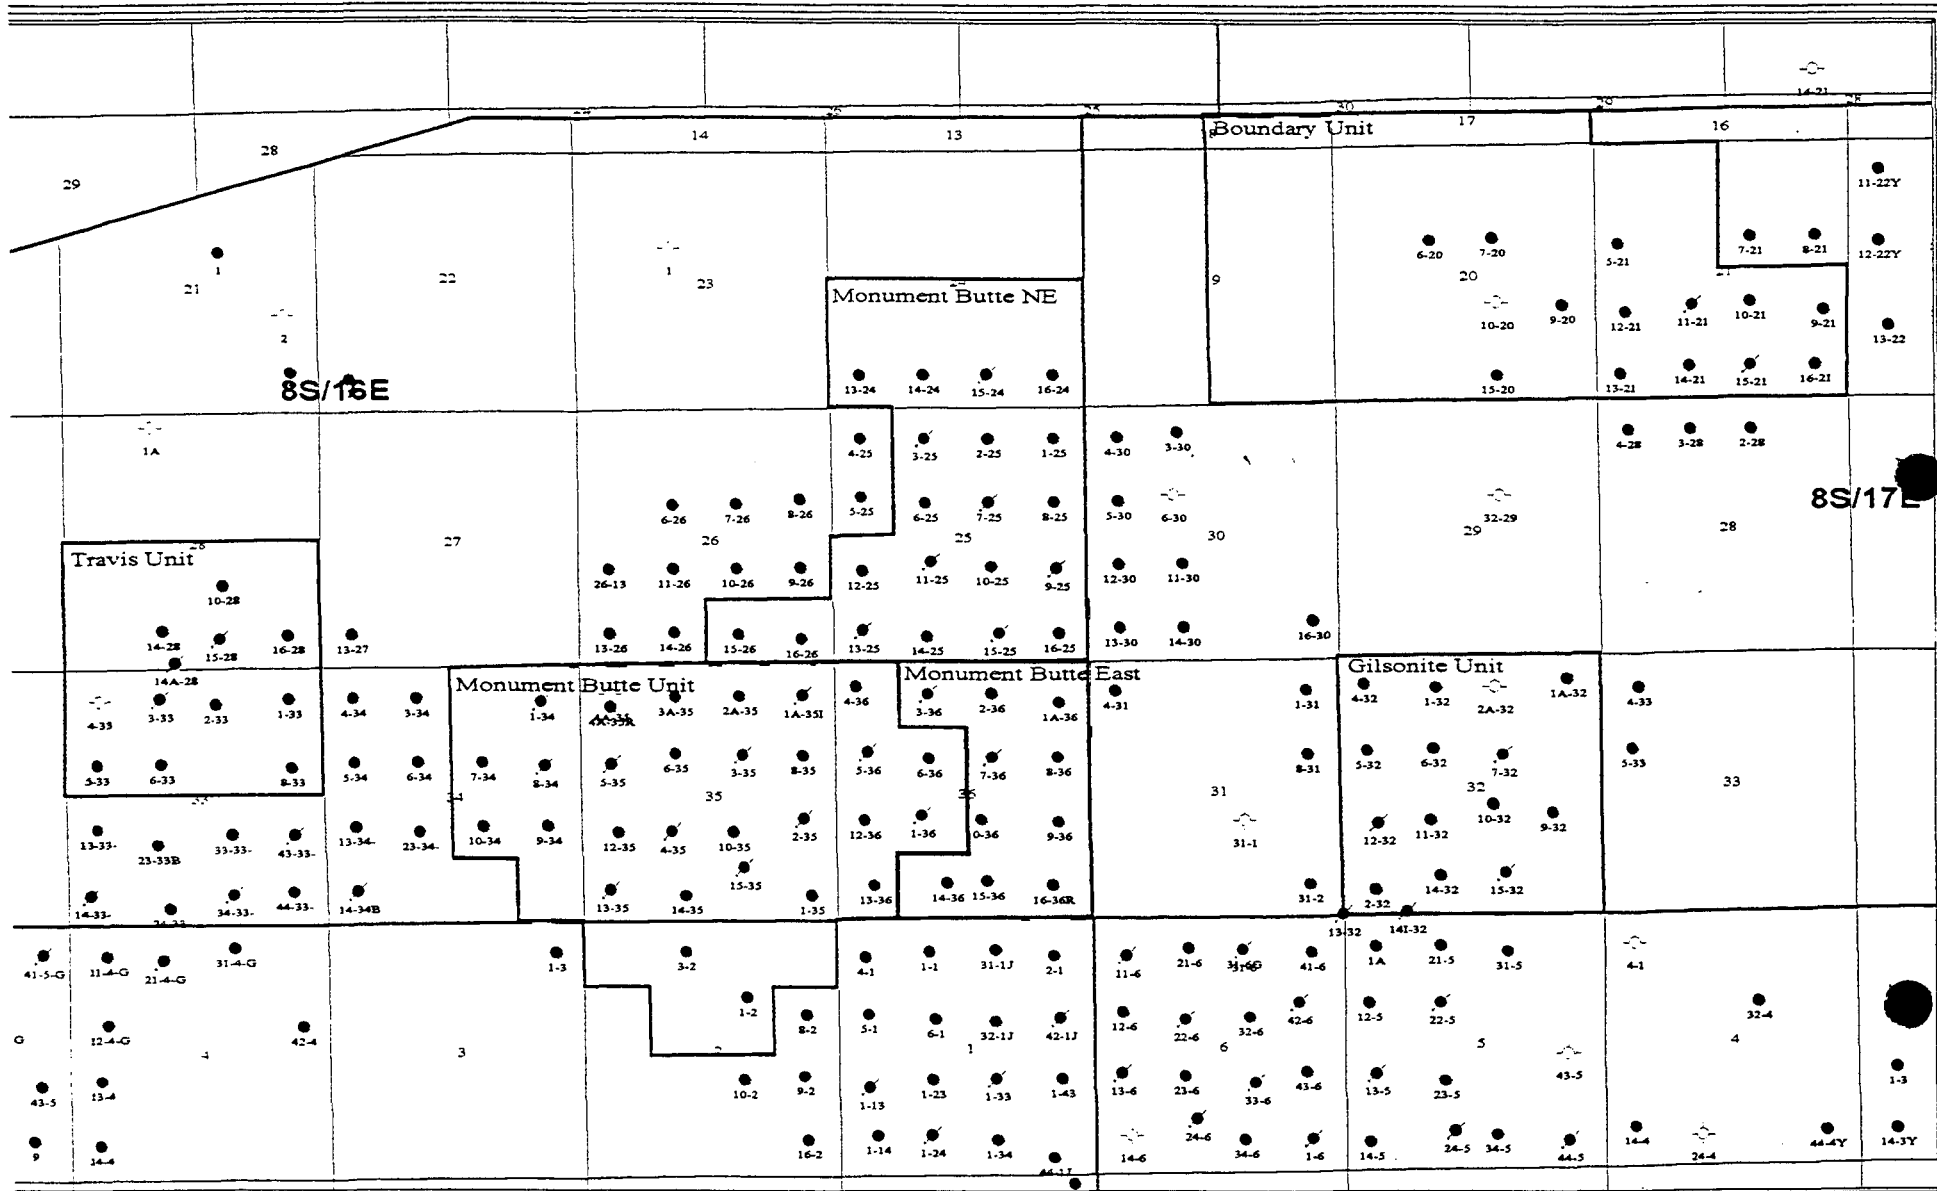 14-21
14 13 17 16
Boundary Unit
28
29
11-22Y
6-20 7-20 5-21 7-21 8-21 12-22Y
1
21 22 1 23 9 20
Monument Butte NE
2
10-20 9-20 12-21 11-21 10-21 9-21 13-22
8S/16E
13-24 14-24 15-24 16-24 15-20 13-21 14-21 15-21 16-21
1A
4-25 3-25 2-25 1-25 4-30 3-30 4-28 3-28 2-28
8S/17E
6-26 7-26 8-26 5-25 6-25 7-25 8-25 5-30 6-30 32-29
27 26 25 30 29 28
Travis Unit
26-13 11-26 10-26 9-26 12-25 11-25 10-25 9-25 12-30 11-30
10-28
14-28 15-28 16-28 13-27 13-26 14-26 15-26 16-26 13-25 14-25 15-25 16-25 13-30 14-30 16-30
14A-28
Monument Butte Unit Monument Butte East Gilsonite Unit
4-33 3-33 2-33 1-33 4-34 3-34 1-34 3A-35 2A-35 1A-35I 4-36 3-36 2-36 1A-36 4-31 1-31 4-32 1-32 2A-32 1A-32 4-33
5-33 6-33 8-33 5-34 6-34 7-34 8-34 5-35 6-35 3-35 8-35 5-36 6-36 7-36 8-36 8-31 5-32 6-32 7-32 5-33
35 31 32 33
13-33- 23-33B 33-33- 43-33- 13-34- 23-34- 10-34 9-34 12-35 4-35 10-35 2-35 12-36 1-36 0-36 9-36 31-1 12-32 11-32 10-32 9-32
14-33- 34-33- 44-33- 14-34B 13-35 14-35 15-35 1-35 13-36 14-36 15-36 16-36R 31-2 2-32 14-32 15-32
13-32 14I-32
41-5-G 11-4-G 21-4-G 31-4-G 1-3 3-2 4-1 1-1 31-1J 2-1 11-6 21-6 41-6 1A 21-5 31-5 4-1
G 12-4-G 42-4 1-2 8-2 5-1 6-1 32-1J 42-1J 12-6 22-6 32-6 42-6 12-5 22-5 32-4
3 1 6 5 4
43-5 13-4 10-2 9-2 1-13 1-23 1-33 1-43 13-6 23-6 33-6 43-6 13-5 23-5 43-5 1-3
9 14-4 16-2 1-14 1-24 1-34 14-6 24-6 34-6 1-6 14-5 24-5 34-5 44-5 14-4 24-4 44-4Y 14-3Y